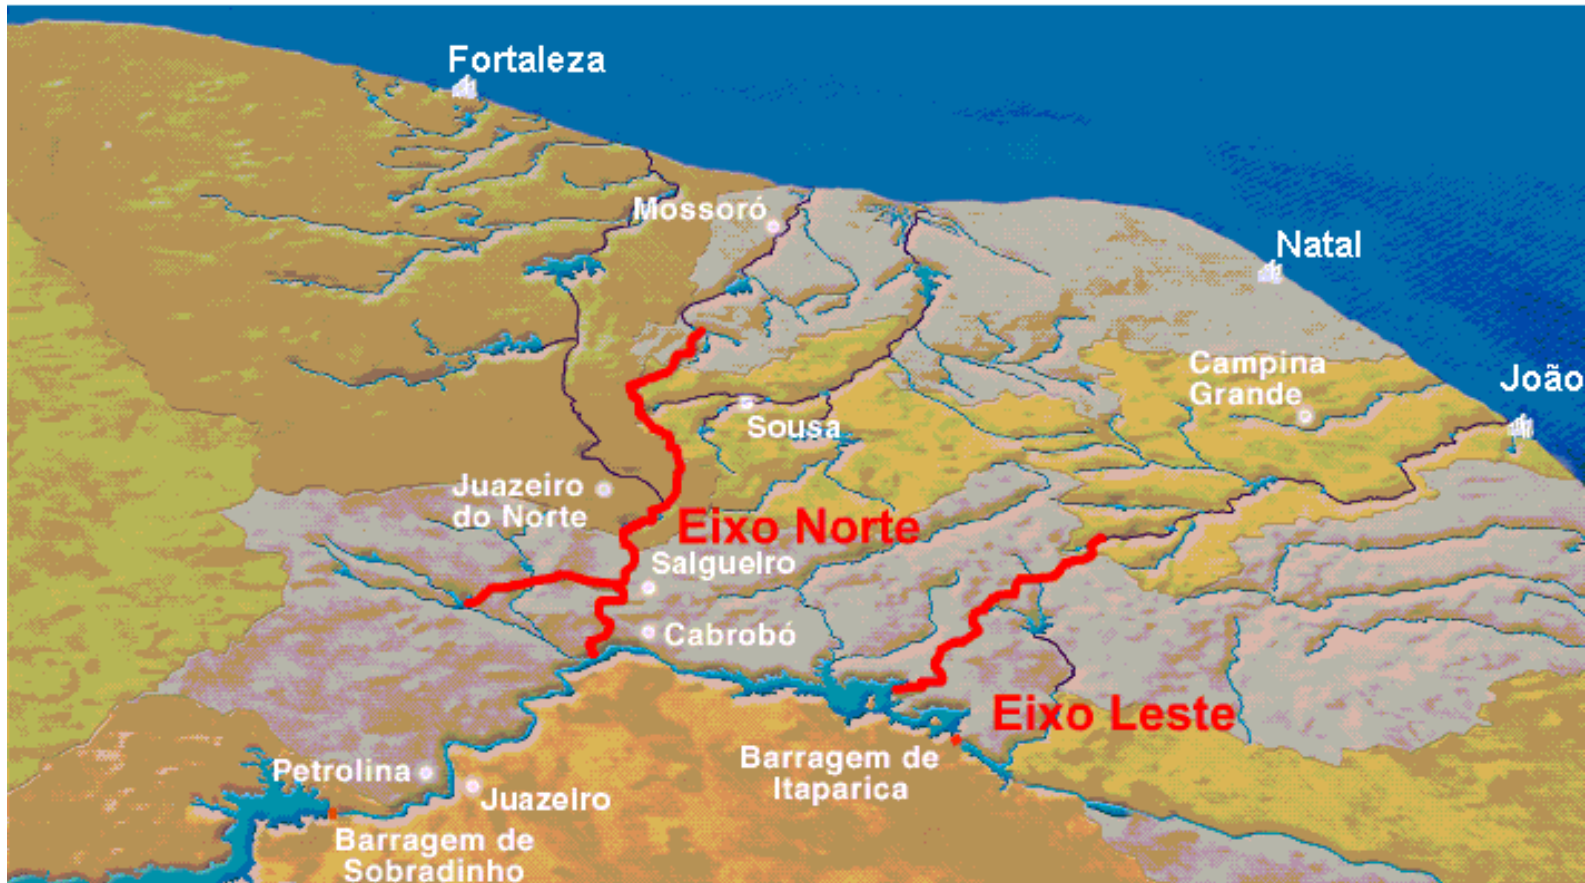 Fortaleza
Mossoró
Natal
Campina
Grande
João
Sousa
Juazeiro
do Norte
Eixo Norte
Salgueiro
Cabrobó
Eixo Leste
Petrolina
Barragem de
Itaparica
Juazeiro
Barragem de
Sobradinho